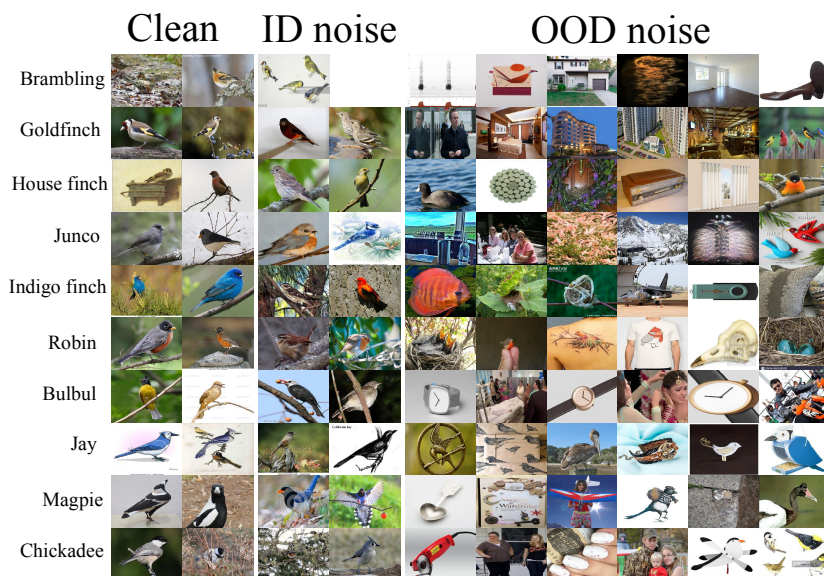 Clean ID noise OOD noise
Brambling
Goldfinch
House finch
Junco
Indigo finch
Robin
Bulbul
Jay
Magpie
Chickadee